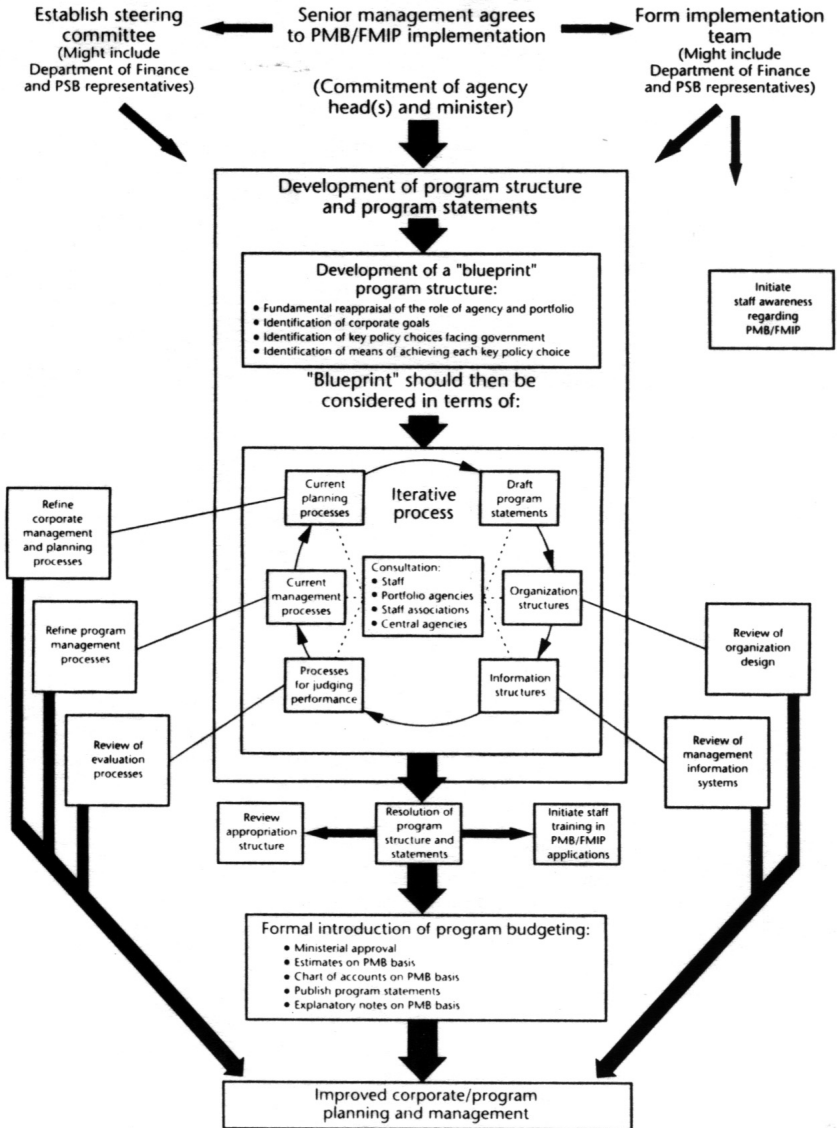 Establish steering
committee
(Might include
Department of Finance
and PSB representatives)
Senior management agrees
to PMB/FMIP implementation
(Commitment of agency
head(s) and minister)
Form implementation
team
(Might include
Department of Finance
and PSB representatives)
Initiate
staff awareness
regarding
PMB/FMIP
Development of program structure
and program statements
Development of a "blueprint"
program structure:
• Fundamental reappraisal of the role of agency and portfolio
• Identification of corporate goals
• Identification of key policy choices facing government
• Identification of means of achieving each key policy choice
"Blueprint" should then be
considered in terms of:
Iterative
process
Current
planning
processes
Draft
program
statements
Organization
structures
Information
structures
Processes
for judging
performance
Current
management
processes
Consultation:
• Staff
• Portfolio agencies
• Staff associations
• Central agencies
Refine
corporate
management
and planning
processes
Refine program
management
processes
Review of
evaluation
processes
Review of
organization
design
Review of
management
information
systems
Review
appropriation
structure
Resolution of
program
structure and
statements
Initiate staff
training in
PMB/FMIP
applications
Formal introduction of program budgeting:
• Ministerial approval
• Estimates on PMB basis
• Chart of accounts on PMB basis
• Publish program statements
• Explanatory notes on PMB basis
Improved corporate/program
planning and management